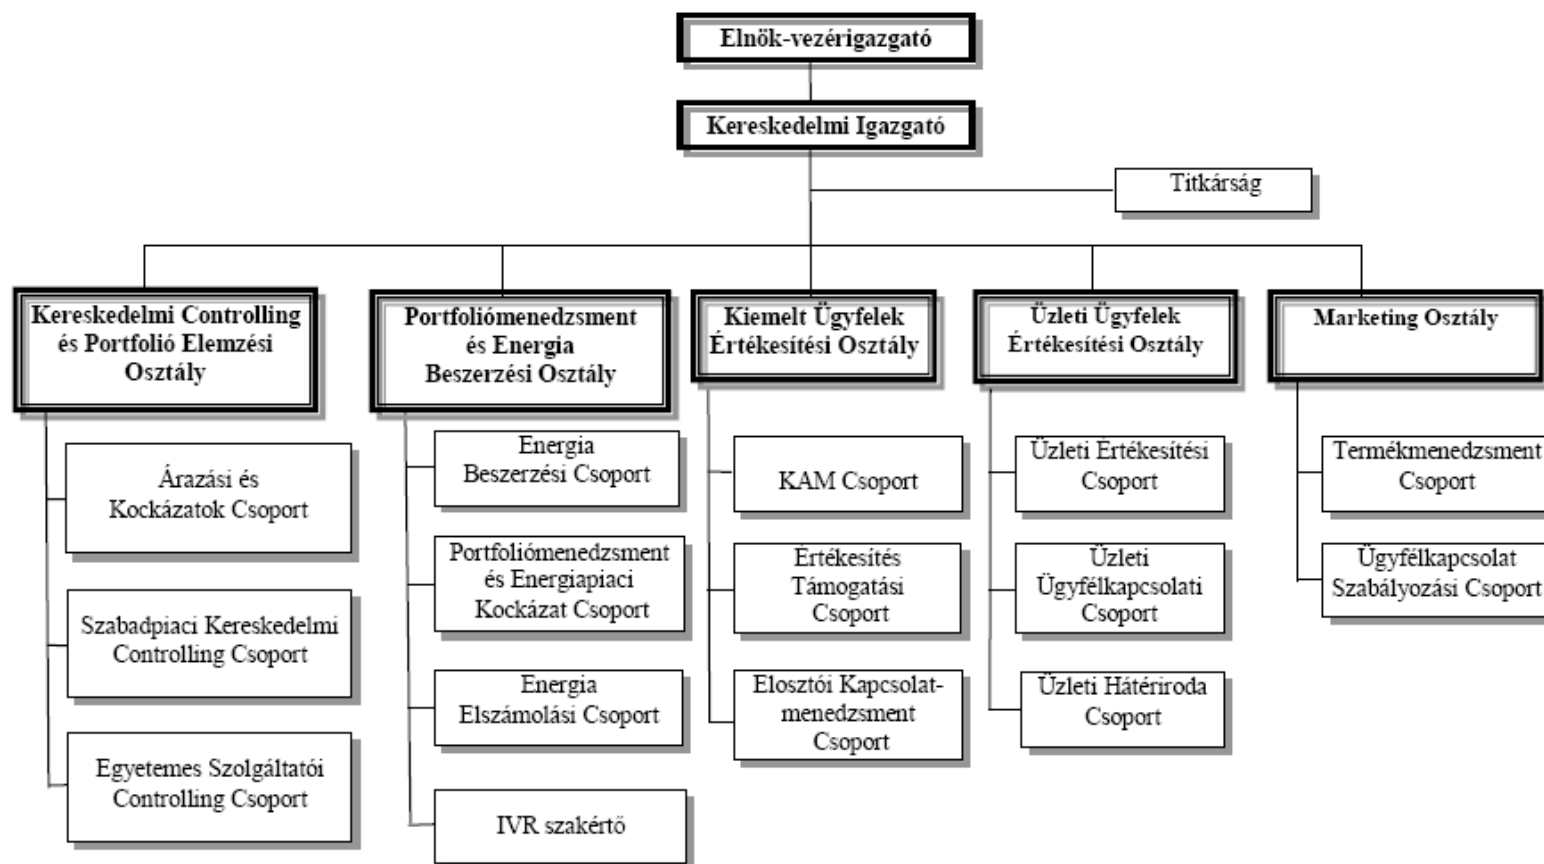 Elnök-vezérigazgató
Kereskedelmi Igazgató
Titkárság
Kereskedelmi Controlling
és Portfolió Elemzési
Osztály
Portfoliómenedzsment
és Energia
Beszerzési Osztály
Kiemelt Ügyfelek
Értékesítési Osztály
Üzleti Ügyfelek
Értékesítési Osztály
Marketing Osztály
Árazási és
Kockázatok Csoport
Szabadpiaci Kereskedelmi
Controlling Csoport
Egyetemes Szolgáltatói
Controlling Csoport
Energia
Beszerzési Csoport
Portfoliómenedzsment
és Energiapiaci
Kockázat Csoport
Energia
Elszámolási Csoport
IVR szakértő
KAM Csoport
Értékesítés
Támogatási
Csoport
Elosztói Kapcsolat-
menedzsment
Csoport
Üzleti Értékesítési
Csoport
Üzleti
Ügyfélkapcsolati
Csoport
Üzleti Hátériroda
Csoport
Termékmenedzsment
Csoport
Ügyfélkapcsolat
Szabályozási Csoport